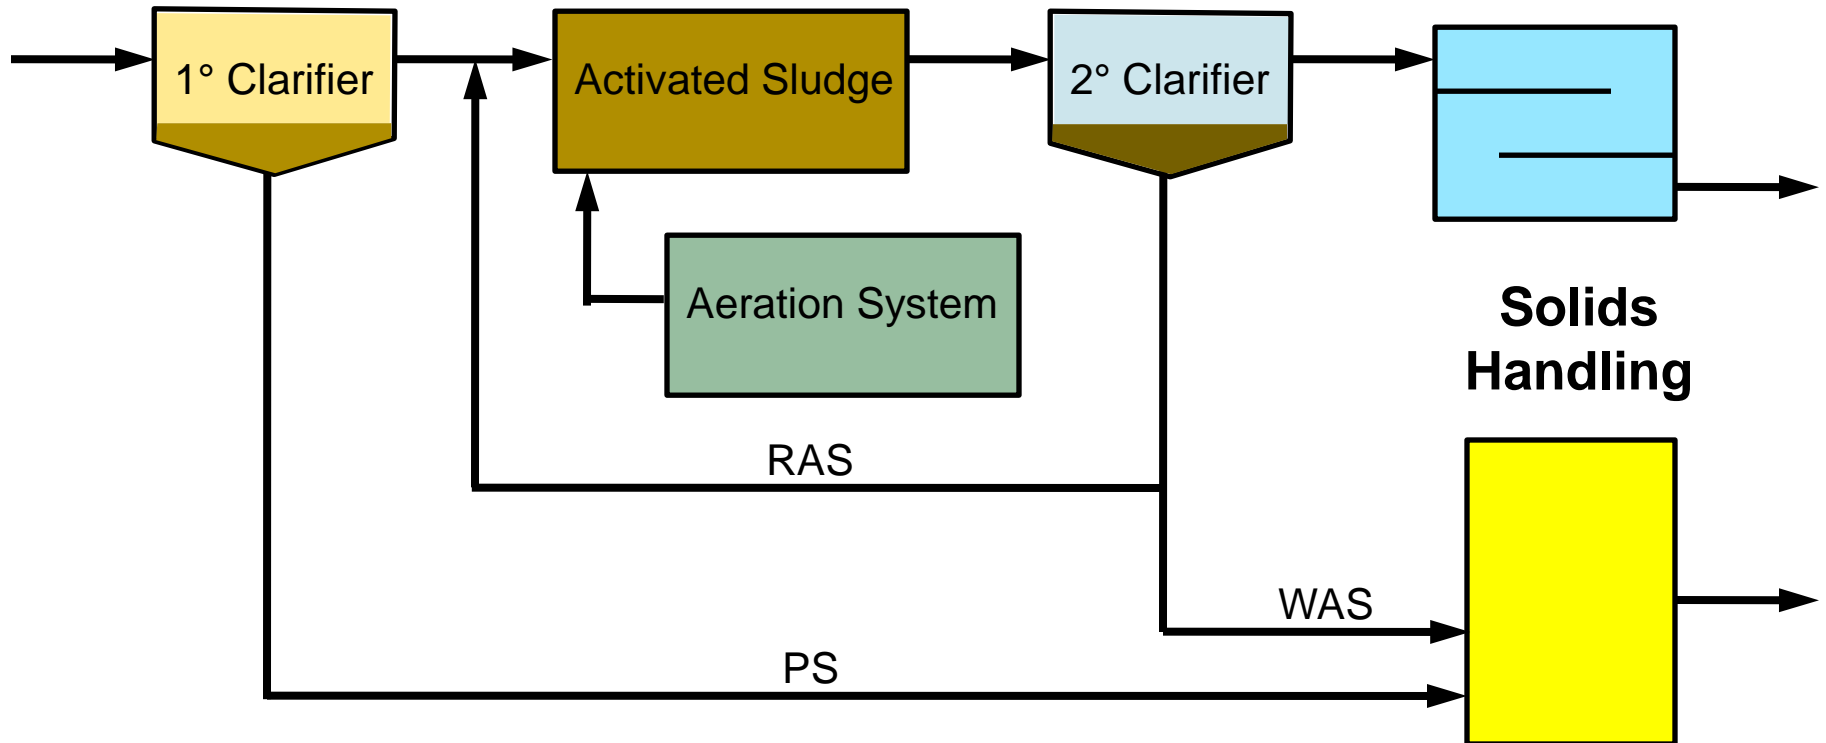 1° Clarifier
Activated Sludge
2° Clarifier
Aeration System
Solids
Handling
RAS
WAS
PS